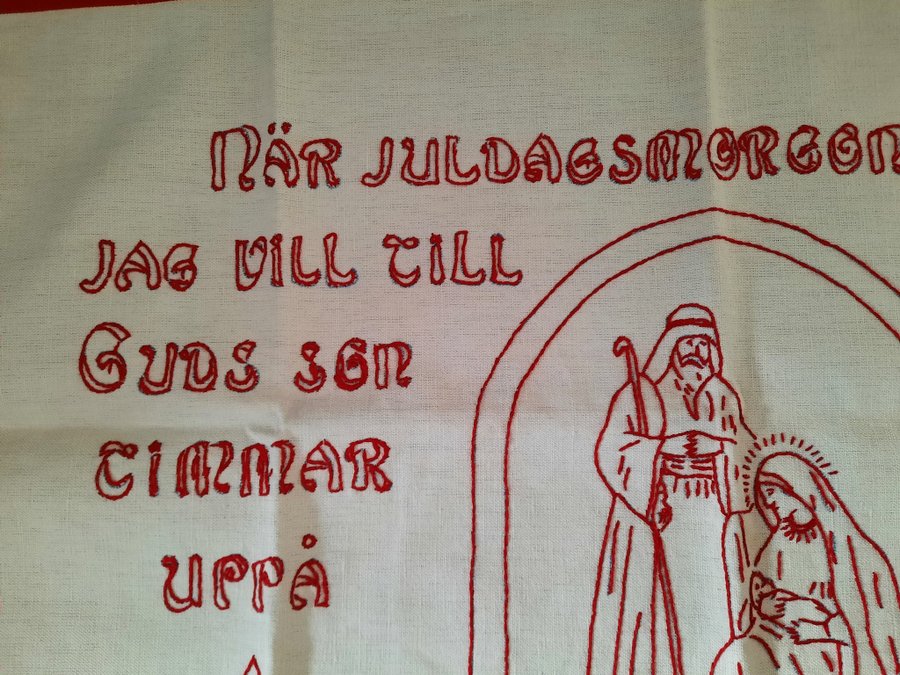 När juldagsmorgon
jag vill till
Guds son
timmar
uppå